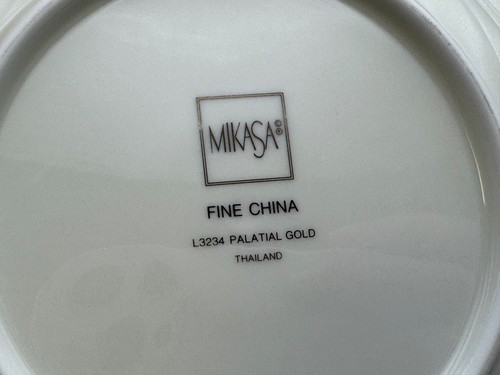 MIKASA © ®
FINE CHINA
L3234 PALATIAL GOLD
THAILAND